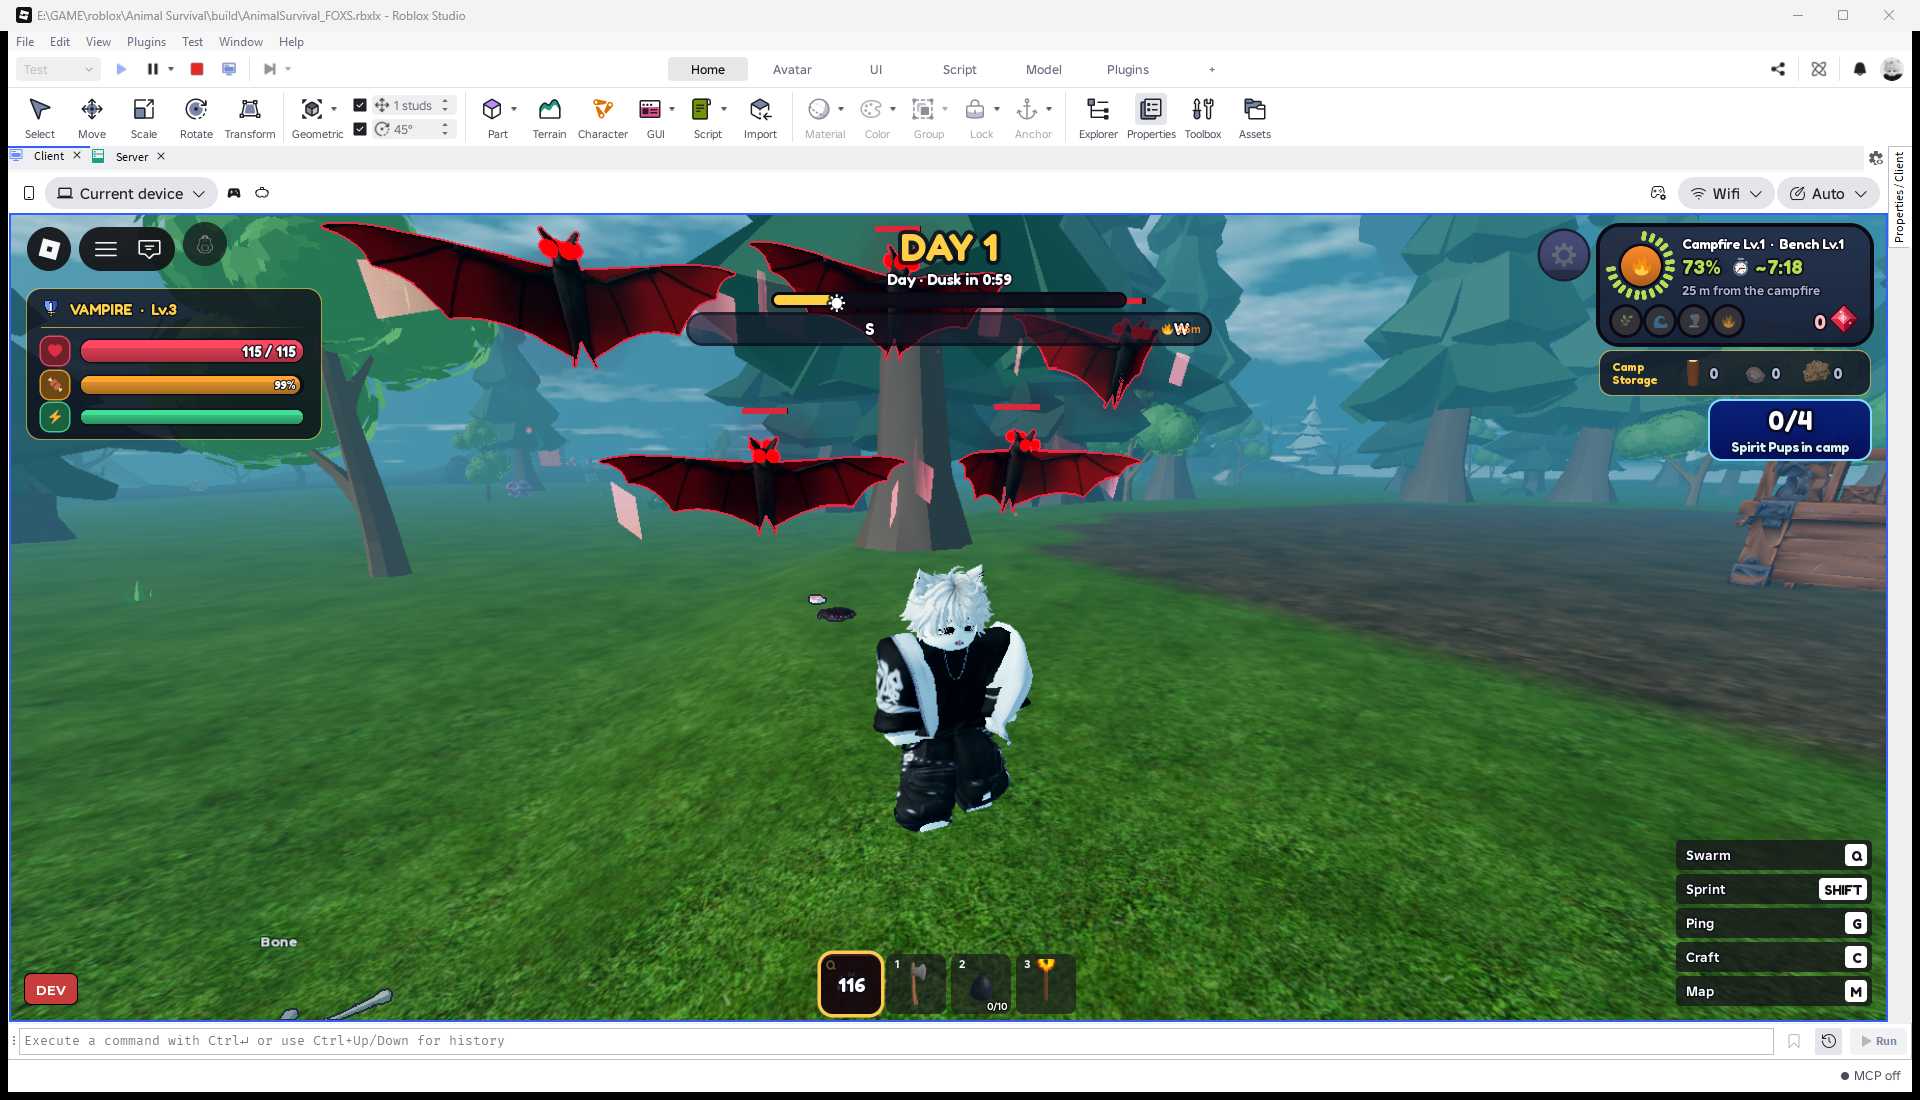 E:\GAME\roblox\Animal Survival\build\AnimalSurvival_FOXS.rbxlx - Roblox Studio
File Edit View Plugins Test Window Help
Test
Home Avatar UI Script Model Plugins +
Select Move Scale Rotate Transform Geometric 1 studs 45° Part Terrain Character GUI Script Import Material Color Group Lock Anchor Explorer Properties Toolbox Assets
Client Server
Properties / Client
Current device Wifi Auto
DAY 1
Day · Dusk in 0:59
S W
VAMPIRE · Lv.3
115 / 115
99%
Campfire Lv.1 · Bench Lv.1
73% ~7:18
25 m from the campfire
0
Camp Storage 0 0 0
0/4
Spirit Pups in camp
Swarm Q
Sprint SHIFT
Ping G
Craft C
Map M
Bone
DEV
Q 116 1 2 0/10 3
Execute a command with Ctrl↵ or use Ctrl+Up/Down for history
Run
MCP off